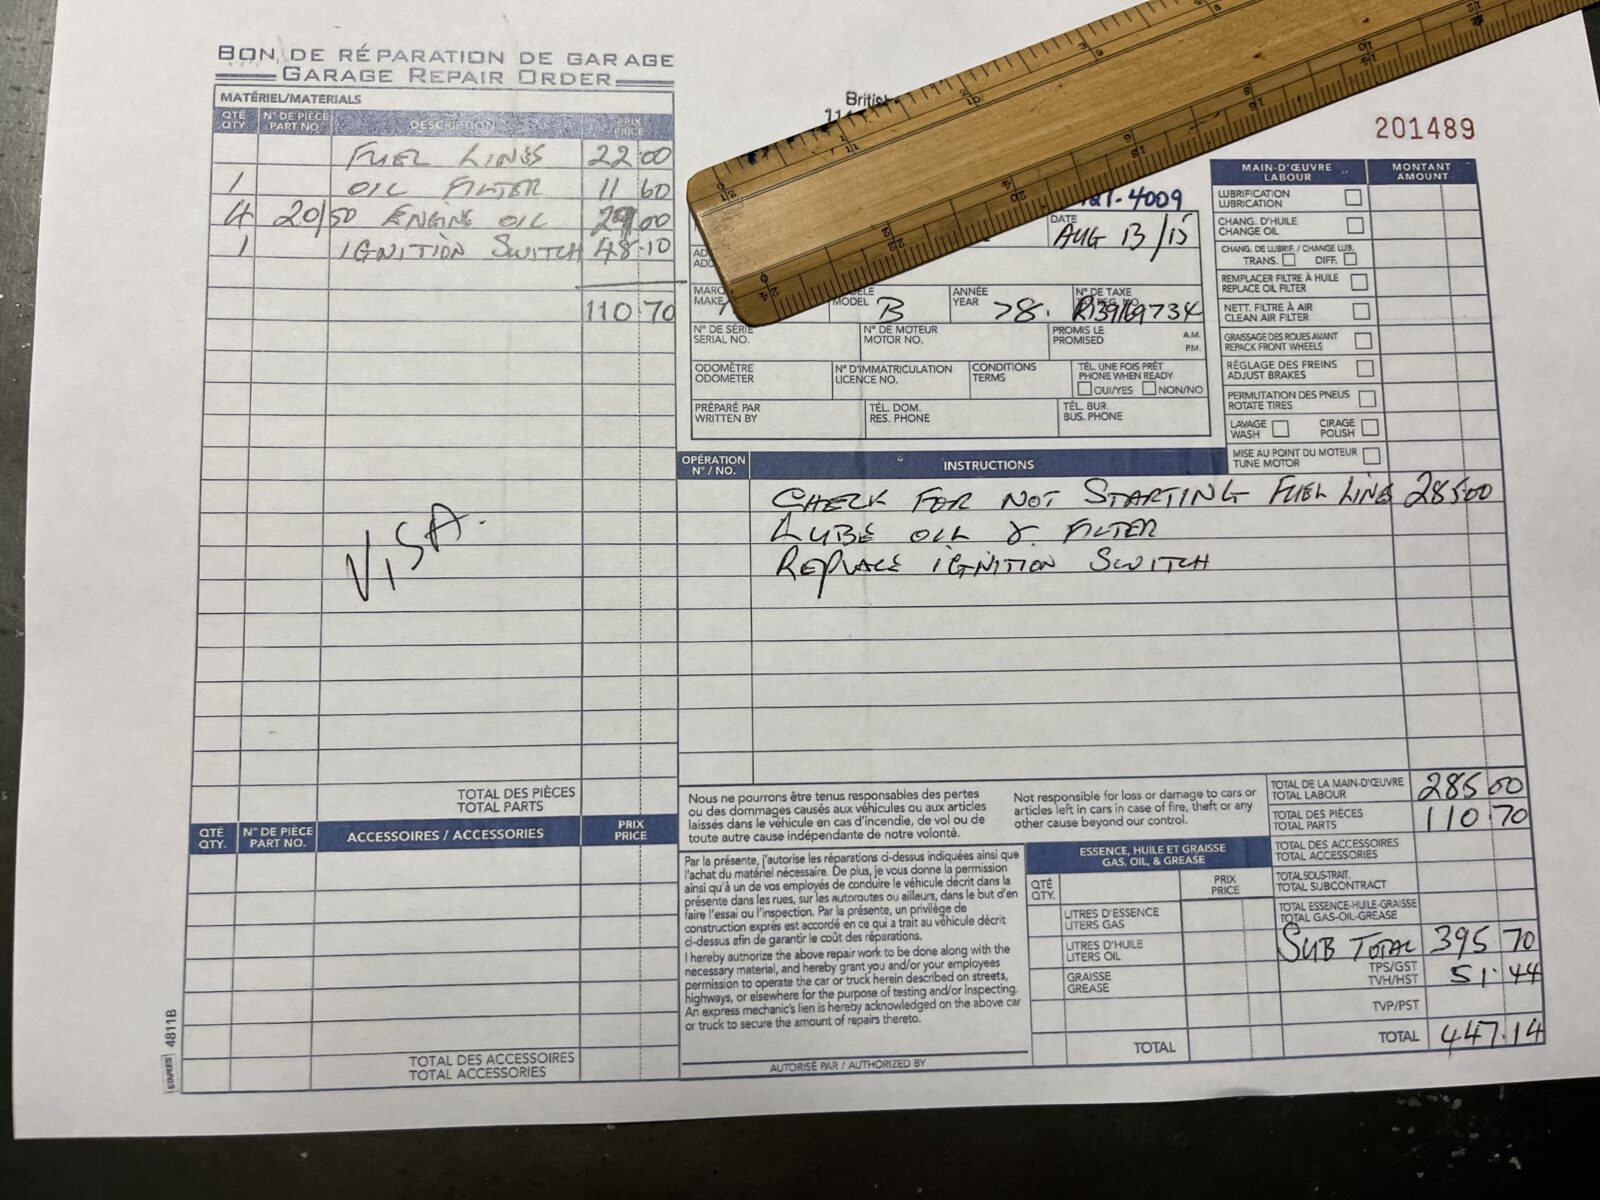 BON DE RÉPARATION DE GARAGE
GARAGE REPAIR ORDER
MATÉRIEL/MATERIALS
QTÉ QTY. N° DE PIÈCE PART NO. DESCRIPTION PRIX PRICE
FUEL LINES 22.00
1 OIL FILTER 11 60
4 20/50 ENGINE OIL 29 00
1 IGNITION SWITCH 48.10
110.70
VISA.
TOTAL DES PIÈCES
TOTAL PARTS
QTÉ QTY. N° DE PIÈCE PART NO. ACCESSOIRES / ACCESSORIES PRIX PRICE
TOTAL DES ACCESSOIRES
TOTAL ACCESSORIES
STAPLES 4811B
201489
4009
DATE
AUG 13/15
MAKE
MODEL B
ANNÉE
YEAR 78.
N° DE TAXE
R139169734
N° DE SÉRIE
SERIAL NO.
N° DE MOTEUR
MOTOR NO.
PROMIS LE
PROMISED
A.M.
P.M.
ODOMÈTRE
ODOMETER
N° D'IMMATRICULATION
LICENCE NO.
CONDITIONS
TERMS
TÉL. UNE FOIS PRÊT
PHONE WHEN READY
OUI/YES NON/NO
PRÉPARÉ PAR
WRITTEN BY
TÉL. DOM.
RES. PHONE
TÉL. BUR.
BUS. PHONE
MAIN-D'ŒUVRE
LABOUR
MONTANT
AMOUNT
LUBRIFICATION
LUBRICATION
CHANG. D'HUILE
CHANGE OIL
CHANG. DE LUBRIF. / CHANGE LUB.
TRANS. DIFF.
REMPLACER FILTRE À HUILE
REPLACE OIL FILTER
NETT. FILTRE À AIR
CLEAN AIR FILTER
GRAISSAGE DES ROUES AVANT
REPACK FRONT WHEELS
RÉGLAGE DES FREINS
ADJUST BRAKES
PERMUTATION DES PNEUS
ROTATE TIRES
LAVAGE
WASH
CIRAGE
POLISH
MISE AU POINT DU MOTEUR
TUNE MOTOR
OPÉRATION
N° / NO.
INSTRUCTIONS
CHECK FOR NOT STARTING FUEL LINES 285.00
LUBE OIL & FILTER
REPLACE IGNITION SWITCH
Nous ne pourrons être tenus responsables des pertes
ou des dommages causés aux véhicules ou aux articles
laissés dans le véhicule en cas d'incendie, de vol ou de
toute autre cause indépendante de notre volonté.
Not responsible for loss or damage to cars or
articles left in cars in case of fire, theft or any
other cause beyond our control.
Par la présente, j'autorise les réparations ci-dessus indiquées ainsi que
l'achat du matériel nécessaire. De plus, je vous donne la permission
ainsi qu'à un de vos employés de conduire le véhicule décrit dans la
présente dans les rues, sur les autoroutes ou ailleurs, dans le but d'en
faire l'essai ou l'inspection. Par la présente, un privilège de
construction exprès est accordé en ce qui a trait au véhicule décrit
ci-dessus afin de garantir le coût des réparations.
I hereby authorize the above repair work to be done along with the
necessary material, and hereby grant you and/or your employees
permission to operate the car or truck herein described on streets,
highways, or elsewhere for the purpose of testing and/or inspecting.
An express mechanic's lien is hereby acknowledged on the above car
or truck to secure the amount of repairs thereto.
AUTORISÉ PAR / AUTHORIZED BY
ESSENCE, HUILE ET GRAISSE
GAS, OIL, & GREASE
QTÉ
QTY.
PRIX
PRICE
LITRES D'ESSENCE
LITERS GAS
LITRES D'HUILE
LITERS OIL
GRAISSE
GREASE
TOTAL
TOTAL DE LA MAIN-D'ŒUVRE
TOTAL LABOUR 285 00
TOTAL DES PIÈCES
TOTAL PARTS 110.70
TOTAL DES ACCESSOIRES
TOTAL ACCESSORIES
TOTAL SOUS-TRAIT.
TOTAL SUBCONTRACT
TOTAL ESSENCE-HUILE-GRAISSE
TOTAL GAS-OIL-GREASE
SUB TOTAL 395.70
TPS/GST
TVH/HST 51.44
TVP/PST
TOTAL 447.14